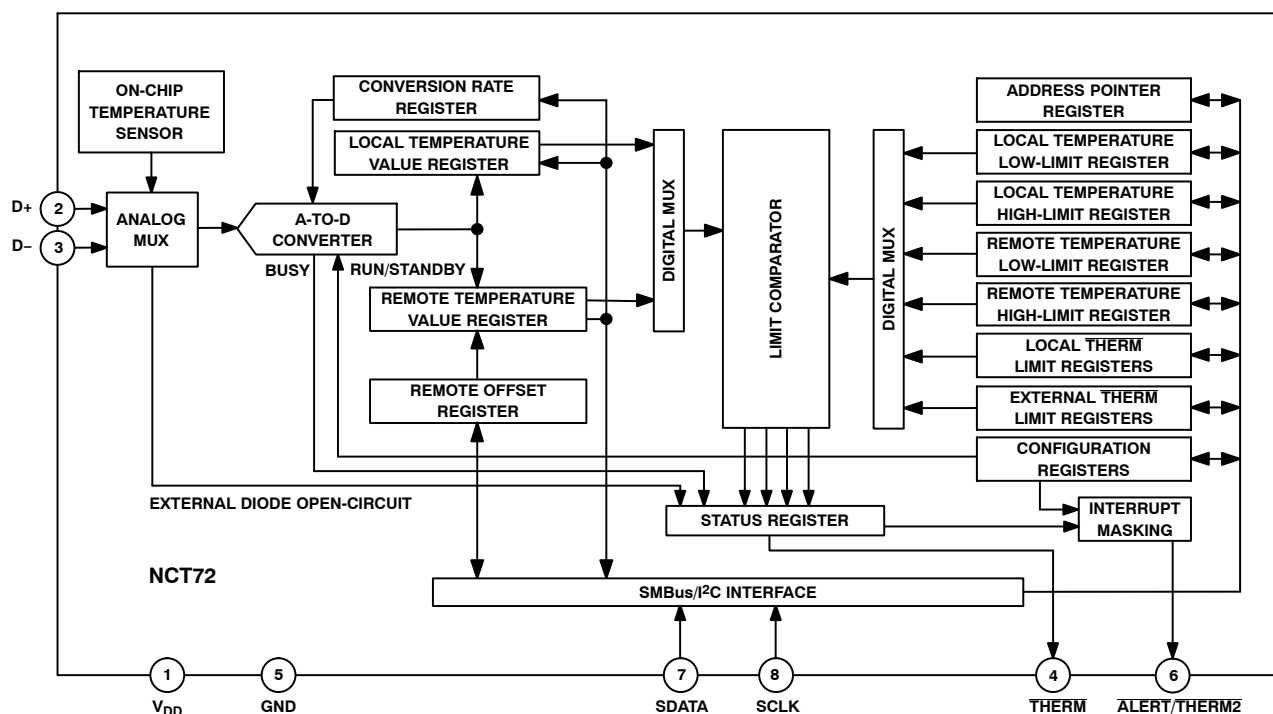 ON-CHIP
TEMPERATURE
SENSOR
CONVERSION RATE
REGISTER
LOCAL TEMPERATURE
VALUE REGISTER
D+
2
D−
3
ANALOG
MUX
A-TO-D
CONVERTER
BUSY
RUN/STANDBY
REMOTE TEMPERATURE
VALUE REGISTER
REMOTE OFFSET
REGISTER
DIGITAL MUX
LIMIT COMPARATOR
DIGITAL MUX
ADDRESS POINTER
REGISTER
LOCAL TEMPERATURE
LOW-LIMIT REGISTER
LOCAL TEMPERATURE
HIGH-LIMIT REGISTER
REMOTE TEMPERATURE
LOW-LIMIT REGISTER
REMOTE TEMPERATURE
HIGH-LIMIT REGISTER
LOCAL THERM
LIMIT REGISTERS
EXTERNAL THERM
LIMIT REGISTERS
CONFIGURATION
REGISTERS
EXTERNAL DIODE OPEN-CIRCUIT
STATUS REGISTER
INTERRUPT
MASKING
NCT72
SMBus/I²C INTERFACE
1
5
7
8
4
6
VDD
GND
SDATA
SCLK
THERM
ALERT/THERM2